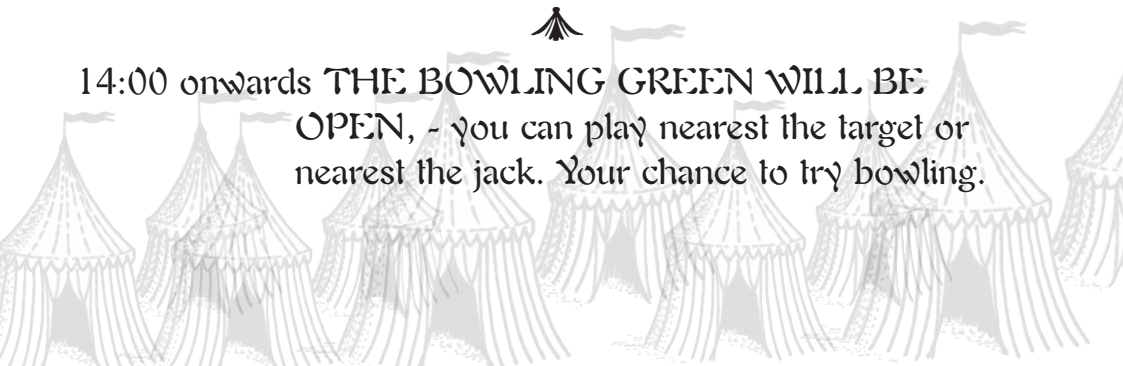 14:00 onwards THE BOWLING GREEN WILL BE
OPEN, - you can play nearest the target or
nearest the jack. Your chance to try bowling.